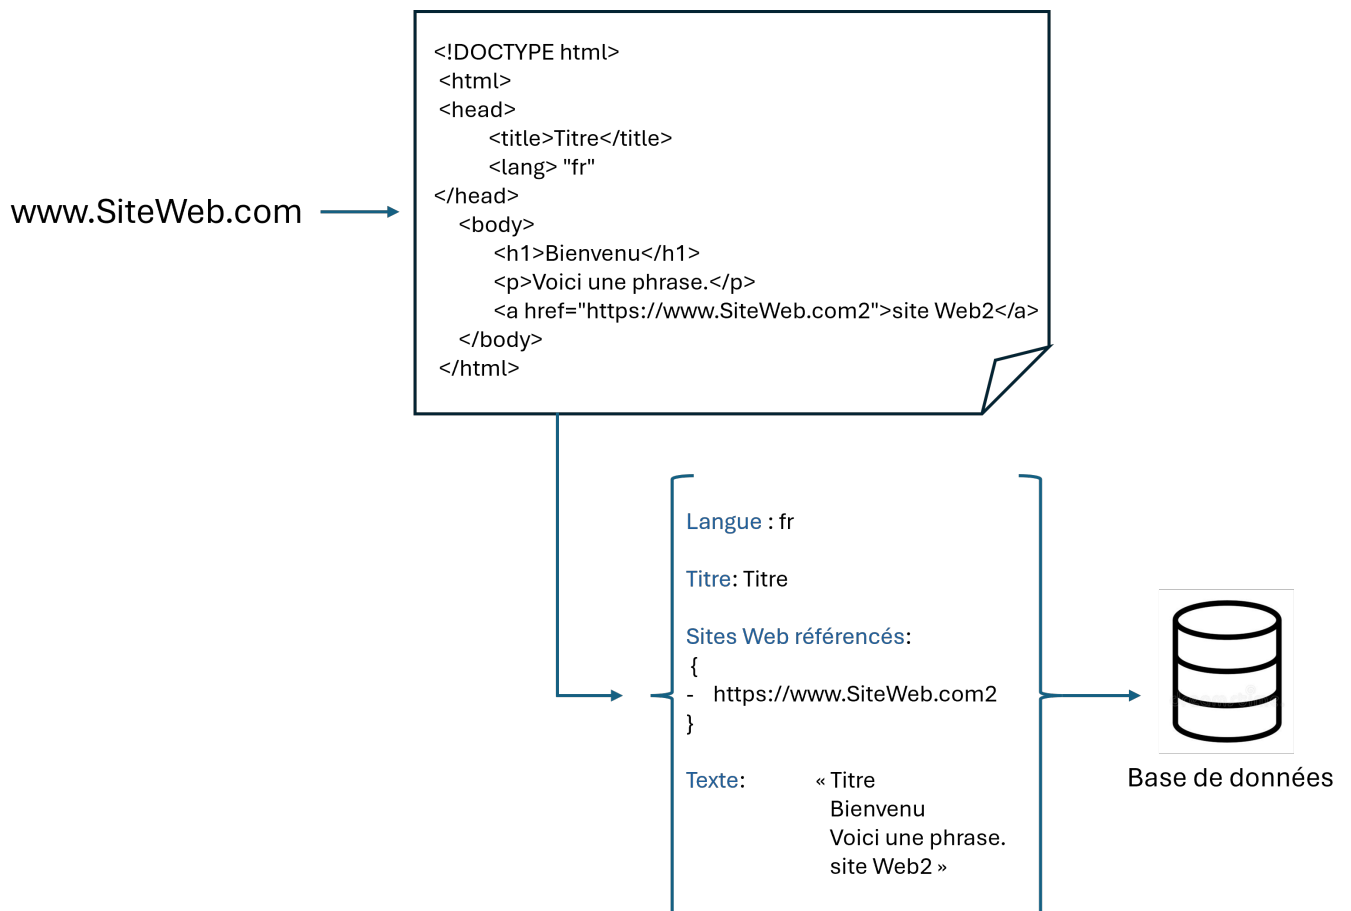 www.SiteWeb.com
<!DOCTYPE html>
<html>
<head>
<title>Titre</title>
<lang> "fr"
</head>
<body>
<h1>Bienvenu</h1>
<p>Voici une phrase.</p>
<a href="https://www.SiteWeb.com2">site Web2</a>
</body>
</html>
Langue : fr
Titre: Titre
Sites Web référencés:
{
- https://www.SiteWeb.com2
}
Texte: « Titre
Bienvenu
Voici une phrase.
site Web2 »
Base de données